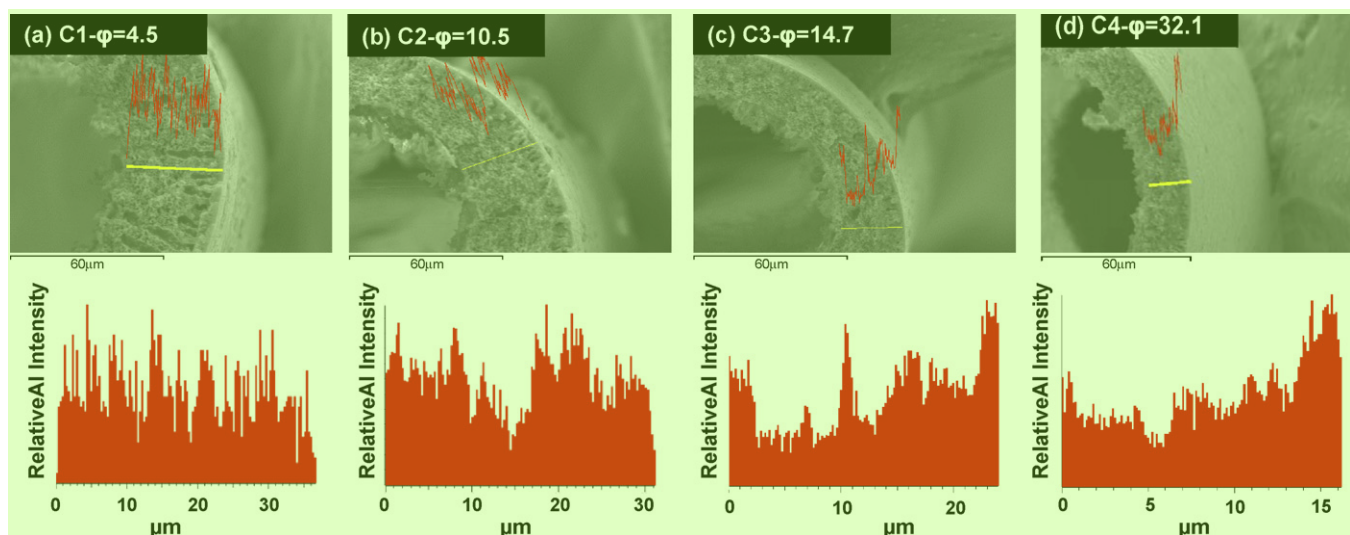 (a) C1-φ=4.5
(b) C2-φ=10.5
(c) C3-φ=14.7
(d) C4-φ=32.1
60μm
60μm
60μm
60μm
RelativeAl Intensity
0 10 20 30
μm
RelativeAl Intensity
0 10 20 30
μm
RelativeAl Intensity
0 10 20
μm
RelativeAl Intensity
0 5 10 15
μm